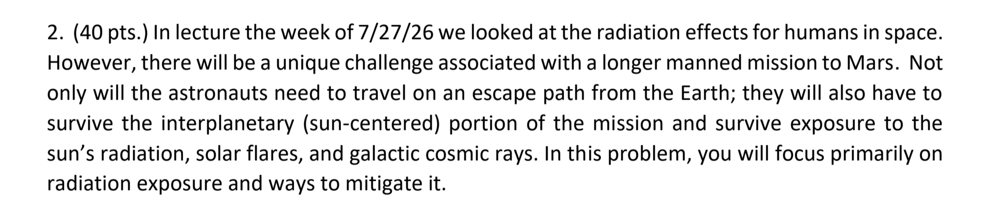 2. (40 pts.) In lecture the week of 7/27/26 we looked at the radiation effects for humans in space.
However, there will be a unique challenge associated with a longer manned mission to Mars. Not
only will the astronauts need to travel on an escape path from the Earth; they will also have to
survive the interplanetary (sun-centered) portion of the mission and survive exposure to the
sun’s radiation, solar flares, and galactic cosmic rays. In this problem, you will focus primarily on
radiation exposure and ways to mitigate it.